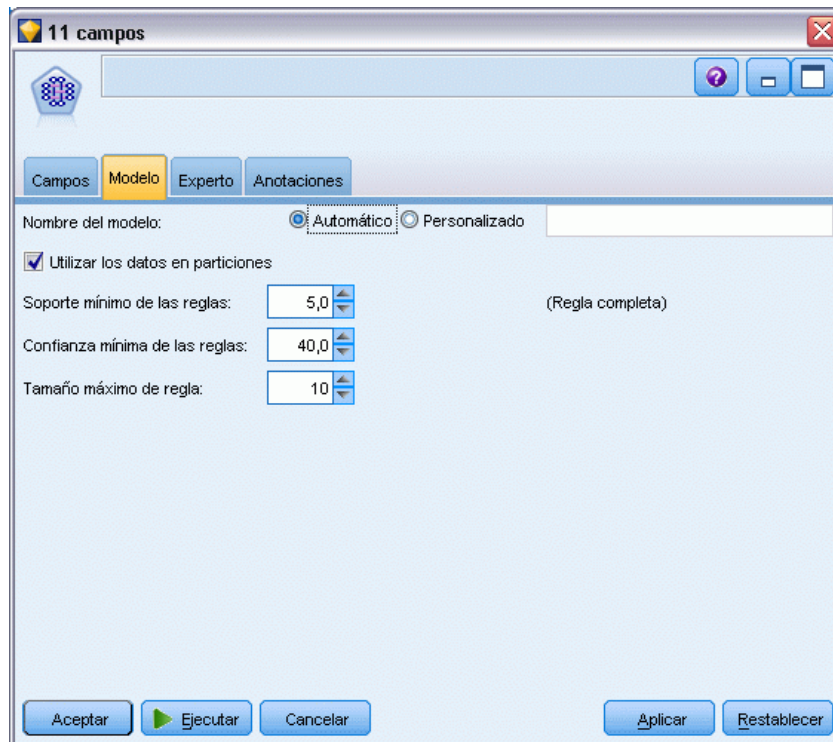 11 campos
Campos Modelo Experto Anotaciones
Nombre del modelo: Automático Personalizado
Utilizar los datos en particiones
Soporte mínimo de las reglas: 5,0 (Regla completa)
Confianza mínima de las reglas: 40,0
Tamaño máximo de regla: 10
Aceptar Ejecutar Cancelar Aplicar Restablecer